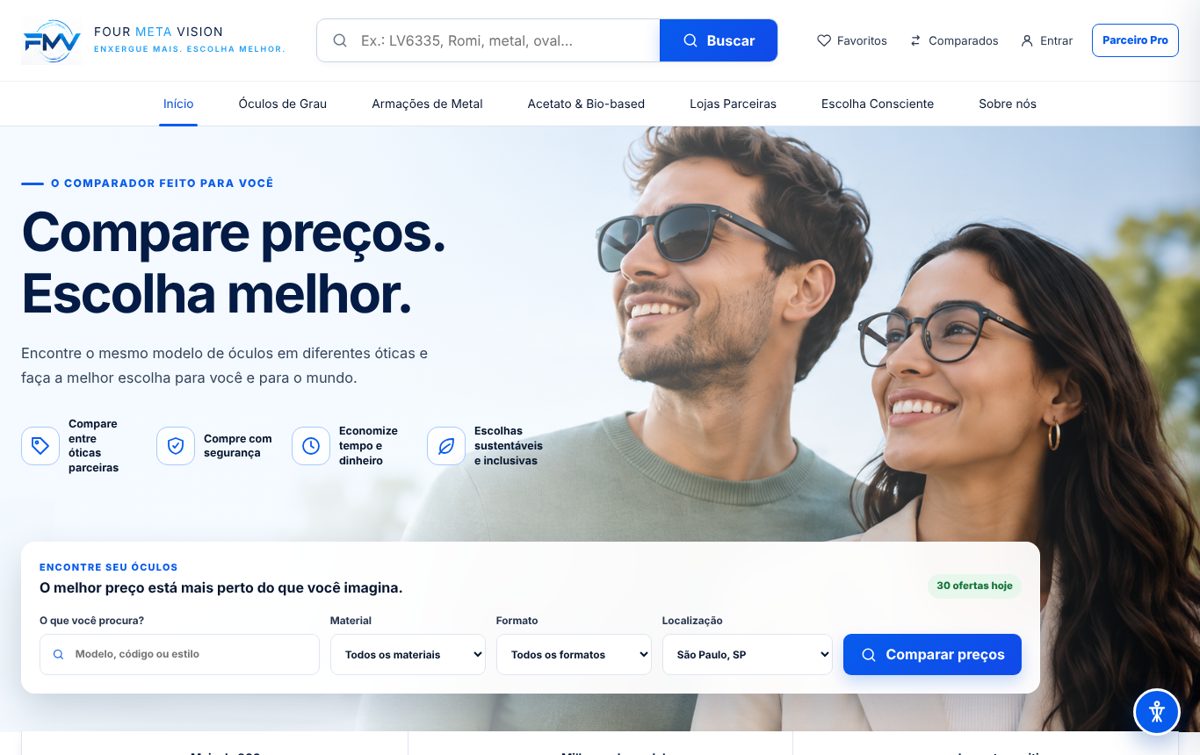 FMV
FOUR META VISION
ENXERGUE MAIS. ESCOLHA MELHOR.
Ex.: LV6335, Romi, metal, oval...
Buscar
Favoritos
Comparados
Entrar
Parceiro Pro
Início
Óculos de Grau
Armações de Metal
Acetato & Bio-based
Lojas Parceiras
Escolha Consciente
Sobre nós
O COMPARADOR FEITO PARA VOCÊ
Compare preços.
Escolha melhor.
Encontre o mesmo modelo de óculos em diferentes óticas e
faça a melhor escolha para você e para o mundo.
Compare
entre
óticas
parceiras
Compre com
segurança
Economize
tempo e
dinheiro
Escolhas
sustentáveis
e inclusivas
ENCONTRE SEU ÓCULOS
O melhor preço está mais perto do que você imagina.
30 ofertas hoje
O que você procura?
Modelo, código ou estilo
Material
Todos os materiais
Formato
Todos os formatos
Localização
São Paulo, SP
Comparar preços